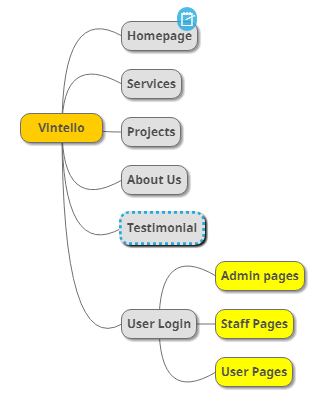 Homepage
Services
Vintello
Projects
About Us
Testimonial
Admin pages
User Login
Staff Pages
User Pages